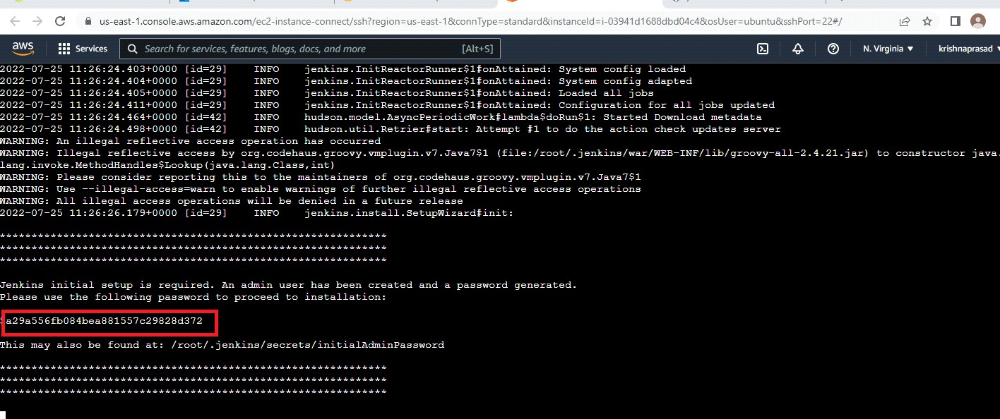 us-east-1.console.aws.amazon.com/ec2-instance-connect/ssh?region=us-east-1&connType=standard&instanceId=i-03941d1688dbd04c4&osUser=ubuntu&sshPort=22#/
aws Services Search for services, features, blogs, docs, and more [Alt+S] N. Virginia ▼ krishnaprasad
2022-07-25 11:26:24.403+0000 [id=29] INFO jenkins.InitReactorRunner$1#onAttained: System config loaded
2022-07-25 11:26:24.404+0000 [id=29] INFO jenkins.InitReactorRunner$1#onAttained: System config adapted
2022-07-25 11:26:24.405+0000 [id=29] INFO jenkins.InitReactorRunner$1#onAttained: Loaded all jobs
2022-07-25 11:26:24.411+0000 [id=29] INFO jenkins.InitReactorRunner$1#onAttained: Configuration for all jobs updated
2022-07-25 11:26:24.464+0000 [id=42] INFO hudson.model.AsyncPeriodicWork#lambda$doRun$1: Started Download metadata
2022-07-25 11:26:24.498+0000 [id=42] INFO hudson.util.Retrier#start: Attempt #1 to do the action check updates server
WARNING: An illegal reflective access operation has occurred
WARNING: Illegal reflective access by org.codehaus.groovy.vmplugin.v7.Java7$1 (file:/root/.jenkins/war/WEB-INF/lib/groovy-all-2.4.21.jar) to constructor java.
lang.invoke.MethodHandles$Lookup(java.lang.Class,int)
WARNING: Please consider reporting this to the maintainers of org.codehaus.groovy.vmplugin.v7.Java7$1
WARNING: Use --illegal-access=warn to enable warnings of further illegal reflective access operations
WARNING: All illegal access operations will be denied in a future release
2022-07-25 11:26:26.179+0000 [id=29] INFO jenkins.install.SetupWizard#init:
*************************************************************
*************************************************************
*************************************************************
Jenkins initial setup is required. An admin user has been created and a password generated.
Please use the following password to proceed to installation:
a29a556fb084bea881557c29828d372
This may also be found at: /root/.jenkins/secrets/initialAdminPassword
*************************************************************
*************************************************************
*************************************************************